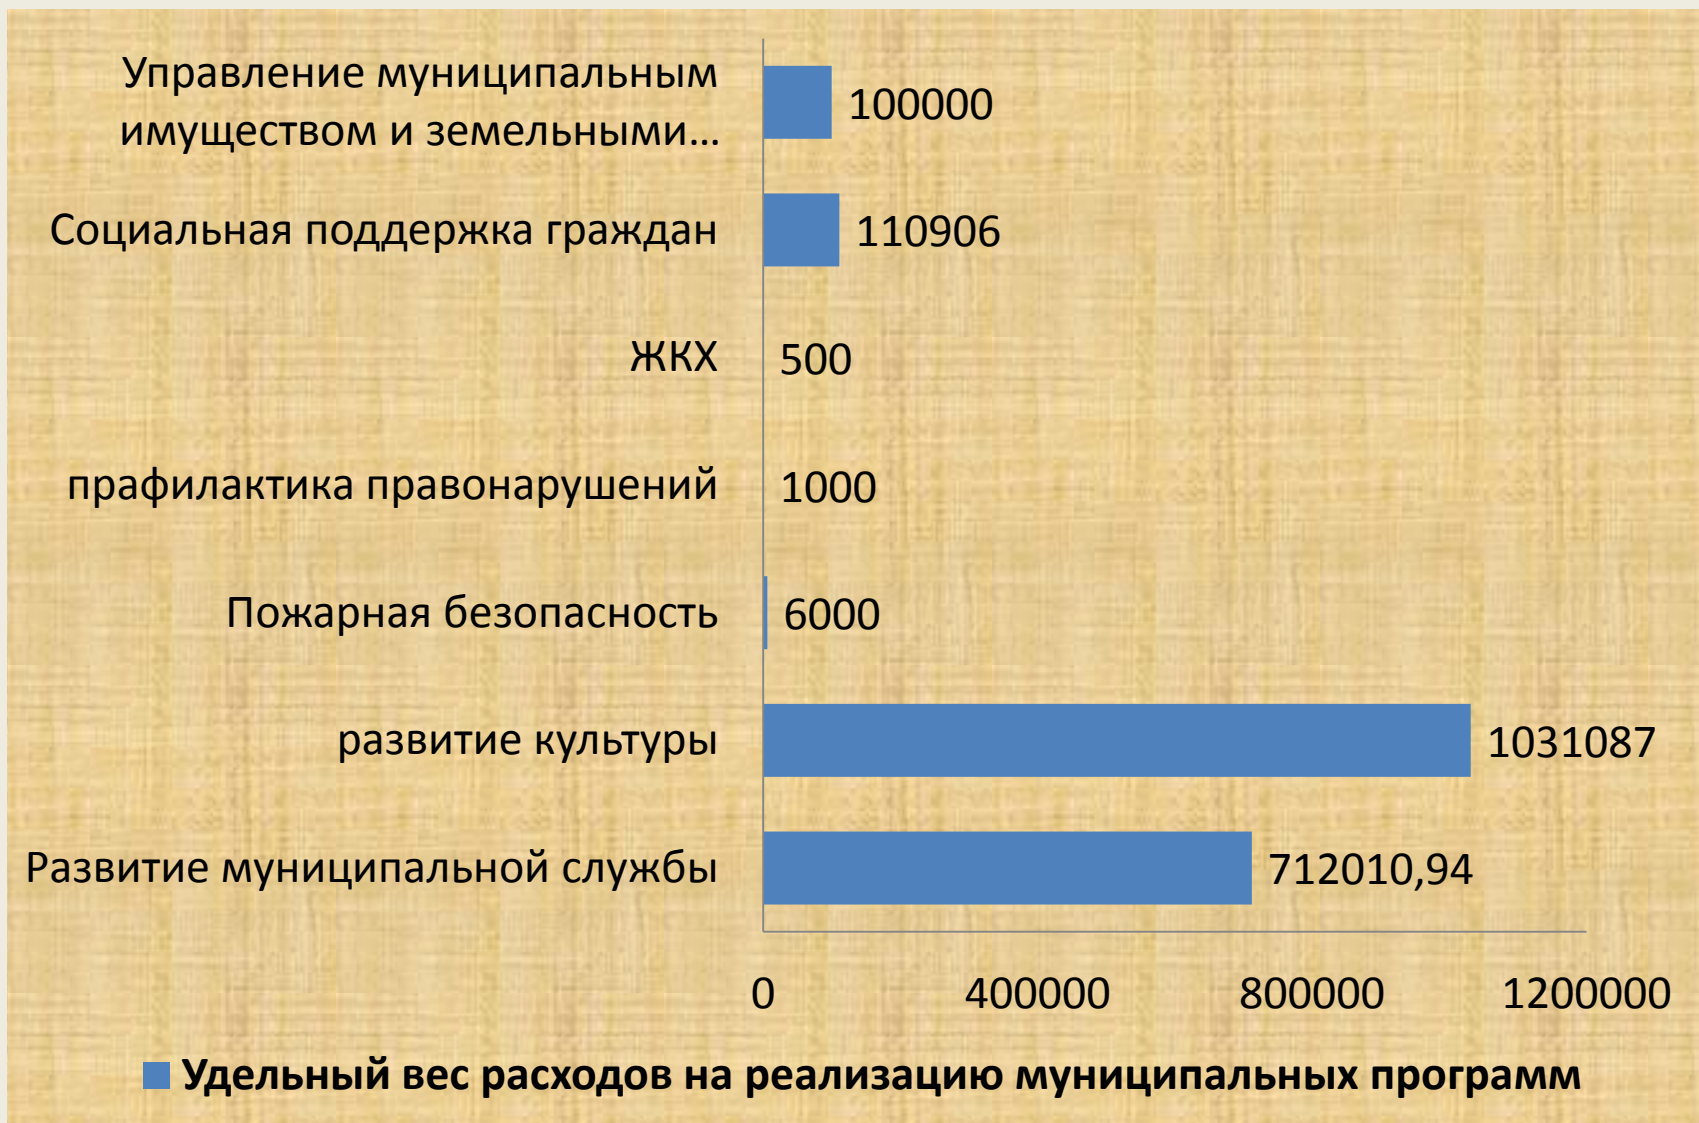 Управление муниципальным
имуществом и земельными...
100000
Социальная поддержка граждан
110906
ЖКХ
500
прафилактика правонарушений
1000
Пожарная безопасность
6000
развитие культуры
1031087
Развитие муниципальной службы
712010,94
0 400000 800000 1200000
Удельный вес расходов на реализацию муниципальных программ